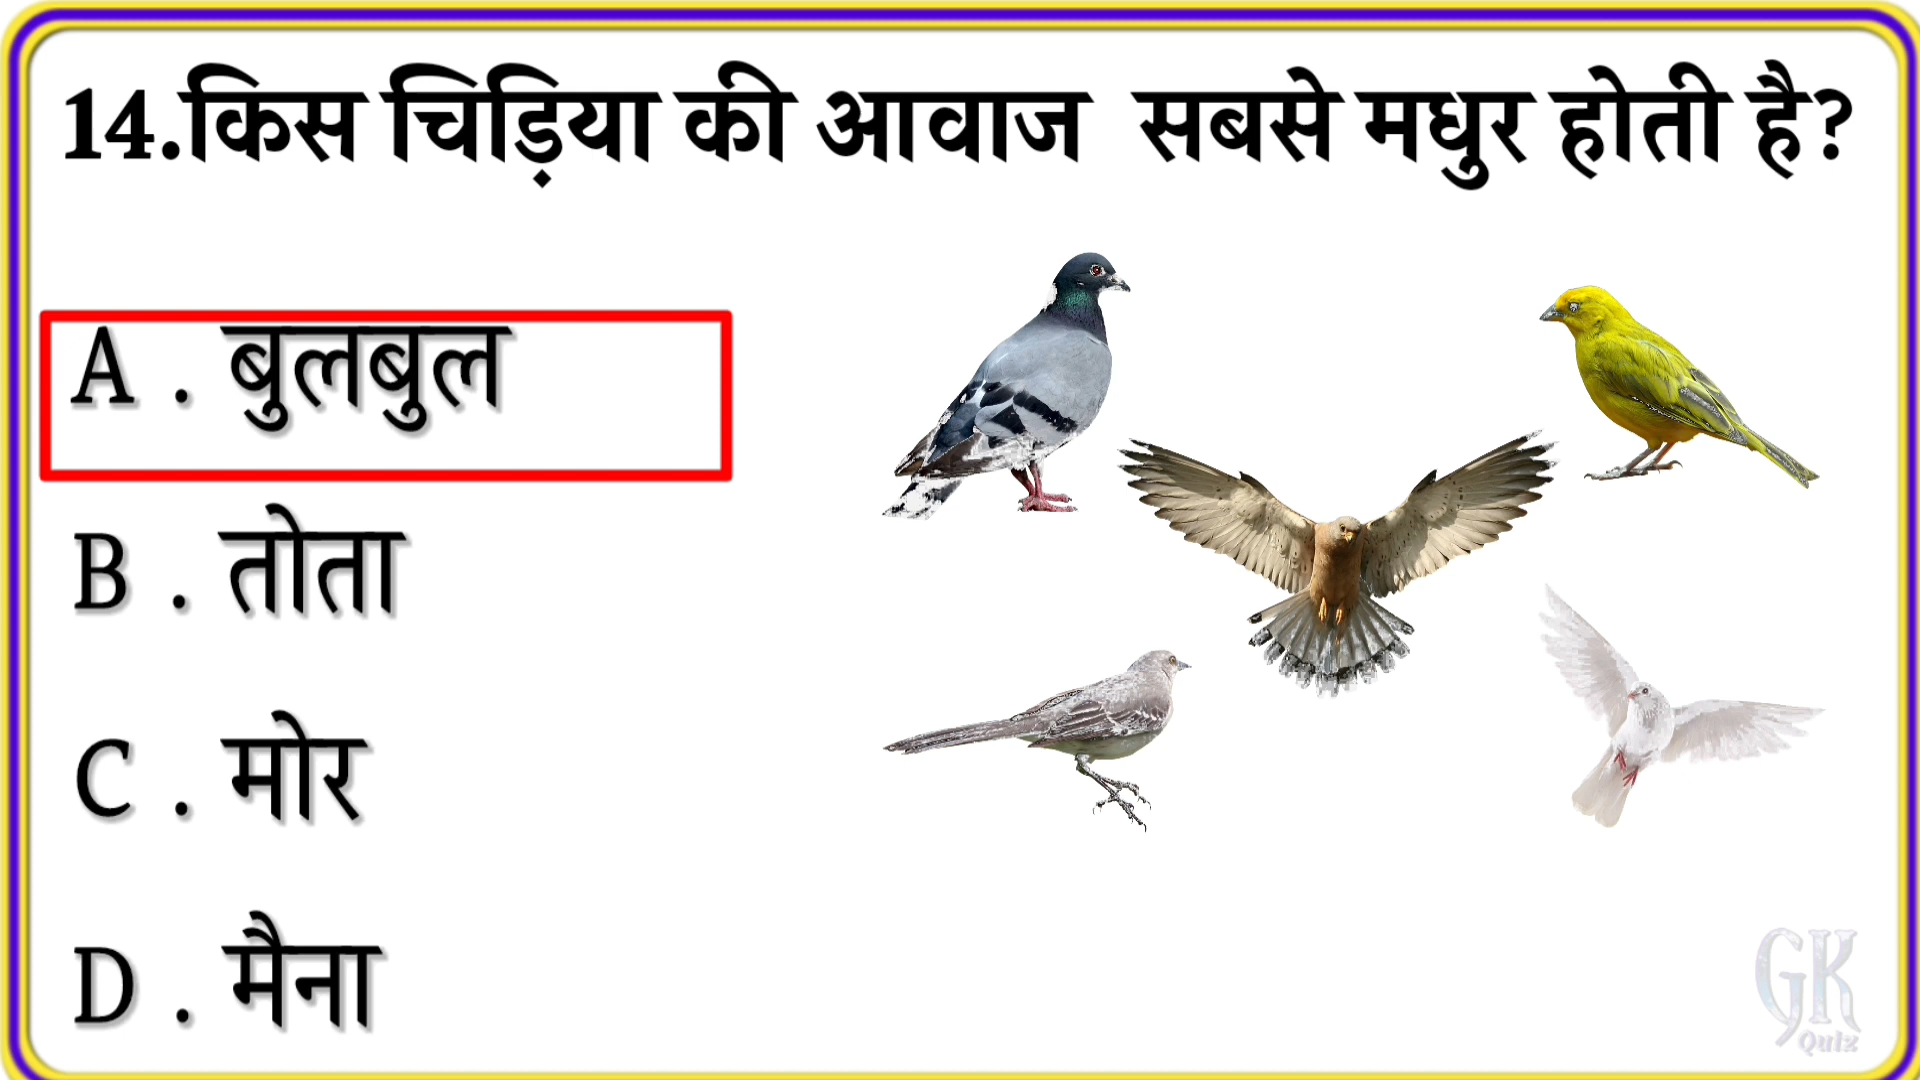 14.किस चिड़िया की आवाज सबसे मधुर होती है?
A . बुलबुल
B . तोता
C . मोर
D . मैना
GK
Quiz